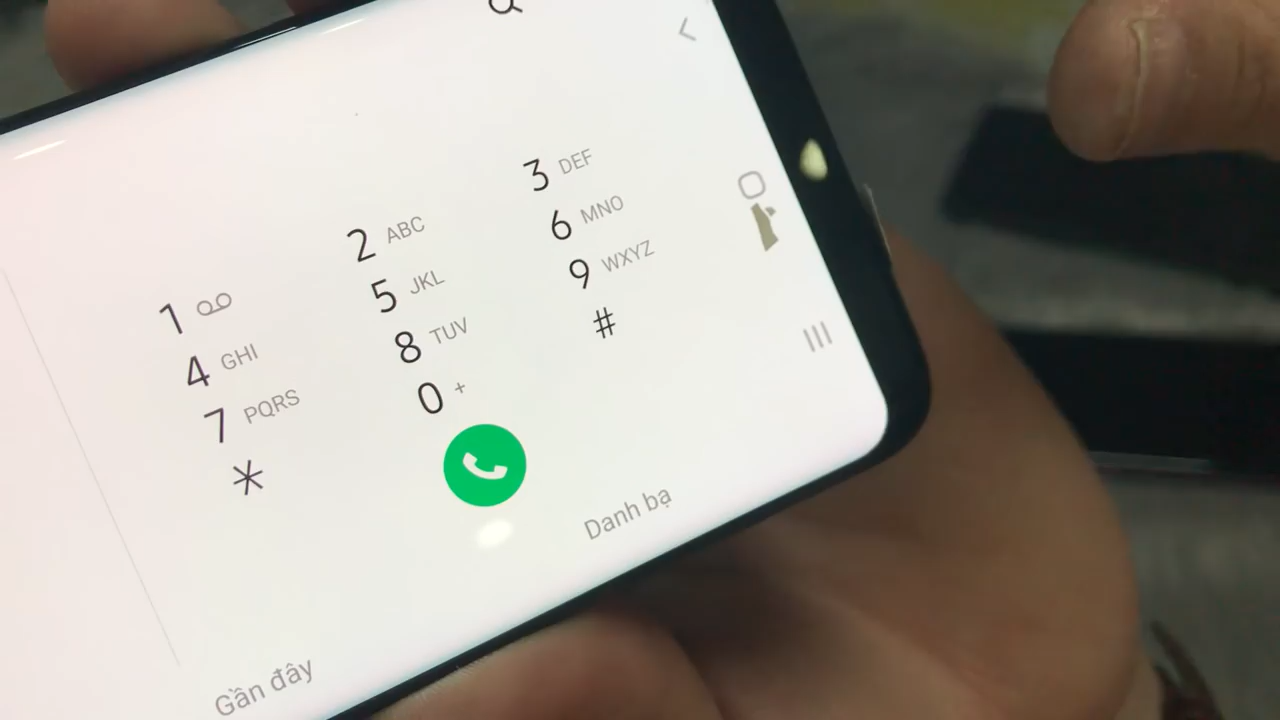 1
2 ABC
3 DEF
4 GHI
5 JKL
6 MNO
7 PQRS
8 TUV
9 WXYZ
*
0 +
#
Gần đây
Danh bạ